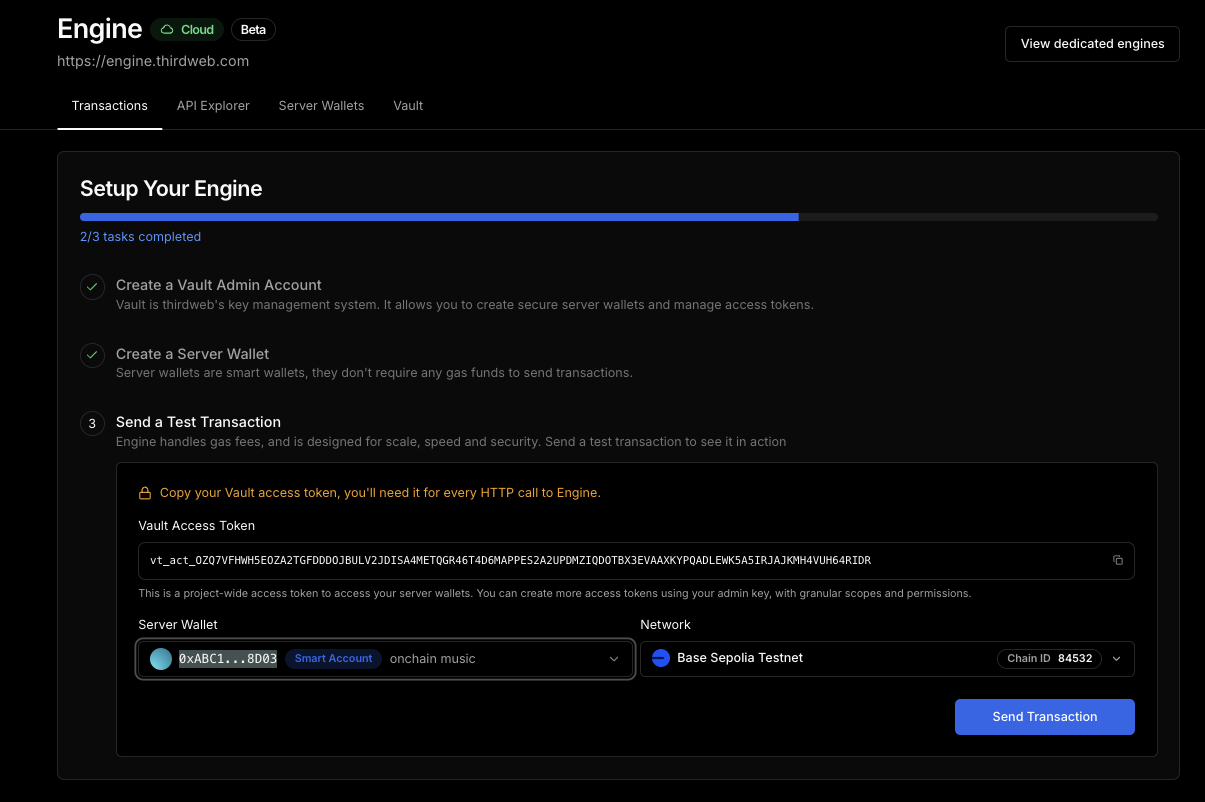 Engine Cloud Beta
https://engine.thirdweb.com
View dedicated engines
Transactions API Explorer Server Wallets Vault
Setup Your Engine
2/3 tasks completed
Create a Vault Admin Account
Vault is thirdweb's key management system. It allows you to create secure server wallets and manage access tokens.
Create a Server Wallet
Server wallets are smart wallets, they don't require any gas funds to send transactions.
3 Send a Test Transaction
Engine handles gas fees, and is designed for scale, speed and security. Send a test transaction to see it in action
Copy your Vault access token, you'll need it for every HTTP call to Engine.
Vault Access Token
vt_act_OZQ7VFHWH5EOZA2TGFDDDOJBULV2JDISA4METQGR46T4D6MAPPES2A2UPDMZIQDOTBX3EVAAXKYPQADLEWK5A5IRJAJKMH4VUH64RIDR
This is a project-wide access token to access your server wallets. You can create more access tokens using your admin key, with granular scopes and permissions.
Server Wallet Network
0xABC1...8D03 Smart Account onchain music Base Sepolia Testnet Chain ID 84532
Send Transaction